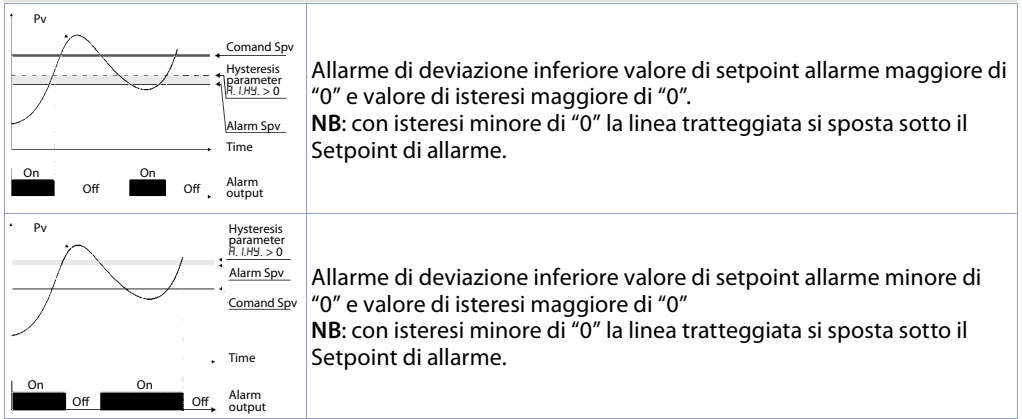 Pv
Comand Spv
Hysteresis
parameter
A.1.HY. > 0
Alarm Spv
Time
On
Off
On
Off
Alarm
output
Allarme di deviazione inferiore valore di setpoint allarme maggiore di
“0” e valore di isteresi maggiore di “0”.
NB: con isteresi minore di “0” la linea tratteggiata si sposta sotto il
Setpoint di allarme.
Pv
Hysteresis
parameter
A.1.HY. > 0
Alarm Spv
Comand Spv
Time
On
Off
On
Off
Alarm
output
Allarme di deviazione inferiore valore di setpoint allarme minore di
“0” e valore di isteresi maggiore di “0”
NB: con isteresi minore di “0” la linea tratteggiata si sposta sotto il
Setpoint di allarme.